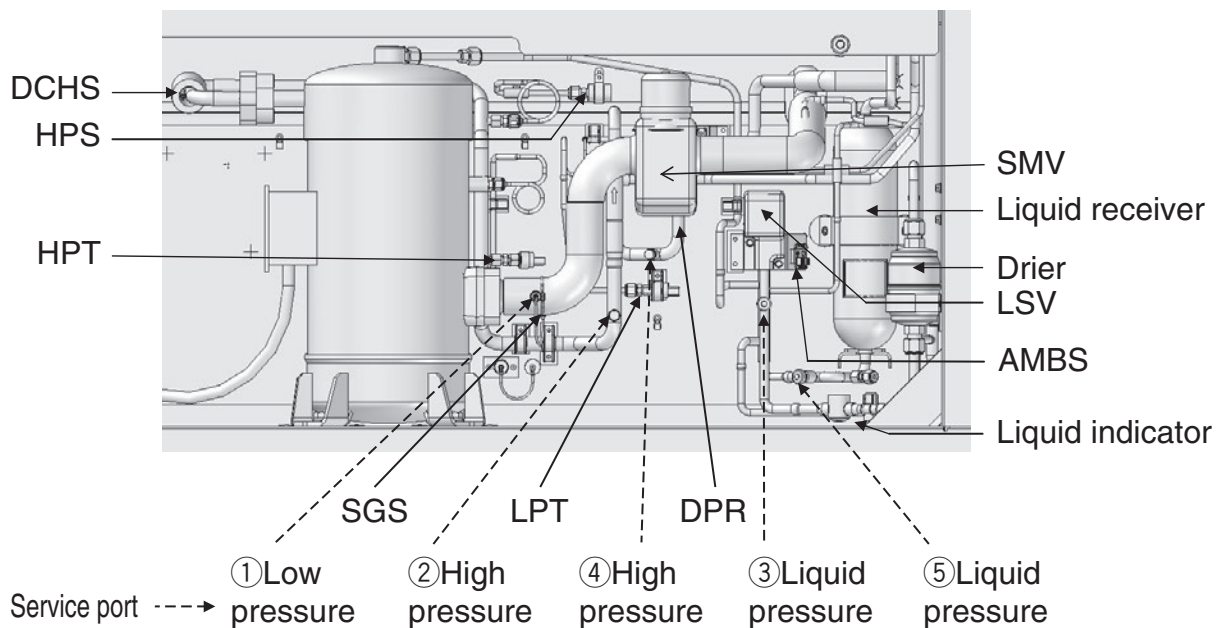 DCHS
HPS
HPT
SMV
Liquid receiver
Drier
LSV
AMBS
Liquid indicator
SGS
LPT
DPR
①Low
pressure
②High
pressure
④High
pressure
③Liquid
pressure
⑤Liquid
pressure
Service port